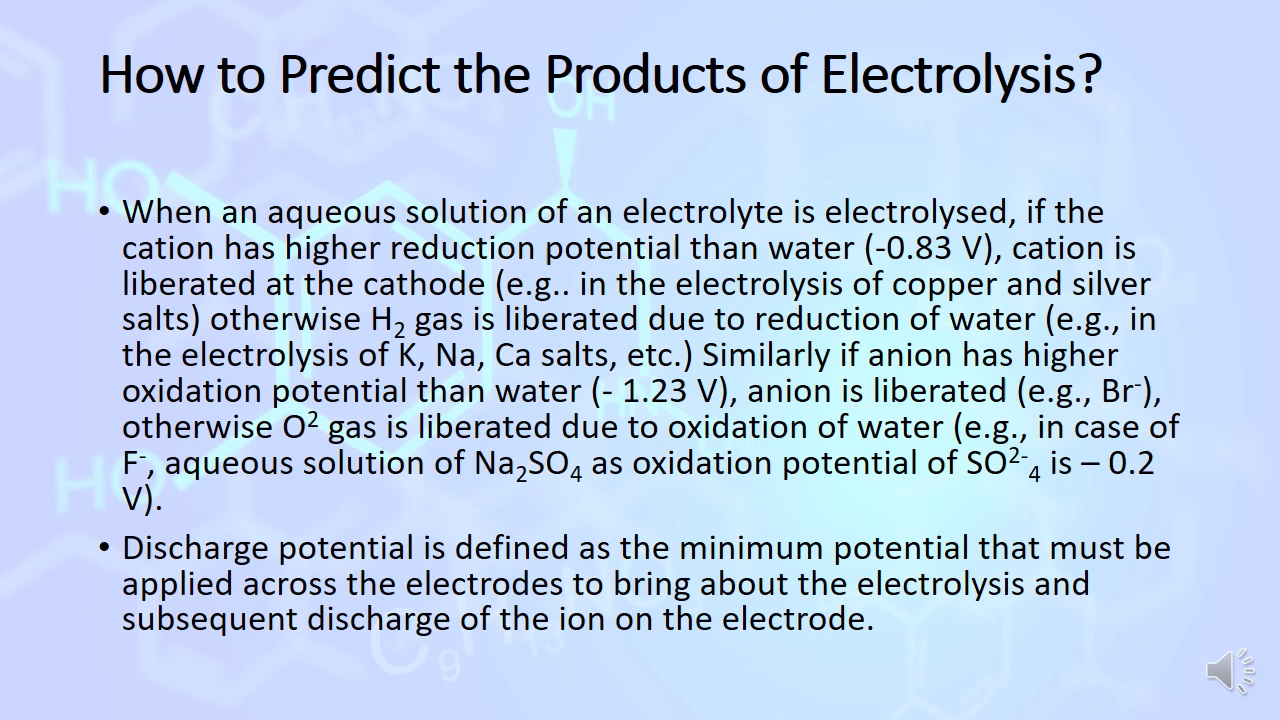 How to Predict the Products of Electrolysis?
• When an aqueous solution of an electrolyte is electrolysed, if the
cation has higher reduction potential than water (-0.83 V), cation is
liberated at the cathode (e.g.. in the electrolysis of copper and silver
salts) otherwise H₂ gas is liberated due to reduction of water (e.g., in
the electrolysis of K, Na, Ca salts, etc.) Similarly if anion has higher
oxidation potential than water (- 1.23 V), anion is liberated (e.g., Br⁻),
otherwise O² gas is liberated due to oxidation of water (e.g., in case of
F⁻, aqueous solution of Na₂SO₄ as oxidation potential of SO²⁻₄ is – 0.2
V).
• Discharge potential is defined as the minimum potential that must be
applied across the electrodes to bring about the electrolysis and
subsequent discharge of the ion on the electrode.
OH
HO
HO